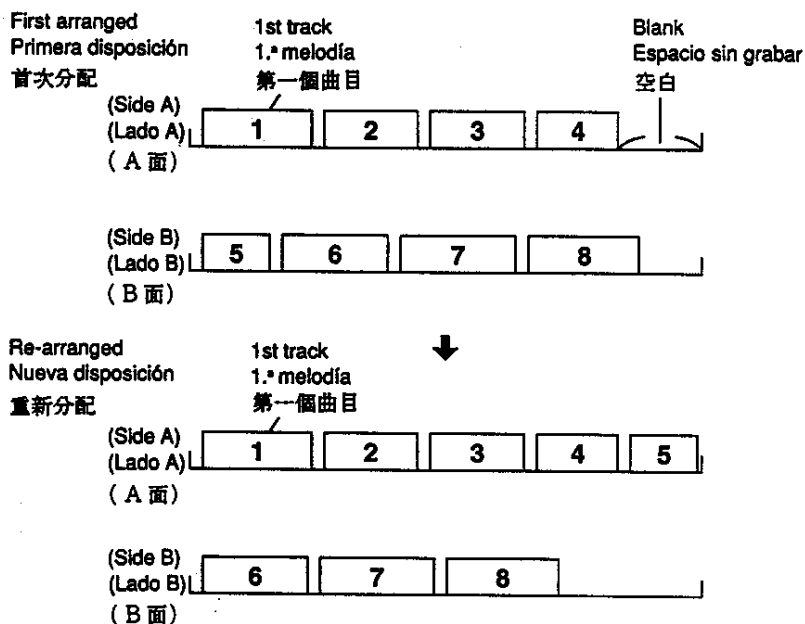 First arranged
Primera disposición
首次分配
1st track
1.ª melodía
第一個曲目
Blank
Espacio sin grabar
空白
(Side A)
(Lado A)
(A面)
1 2 3 4
(Side B)
(Lado B)
(B面)
5 6 7 8
Re-arranged
Nueva disposición
重新分配
1st track
1.ª melodía
第一個曲目
(Side A)
(Lado A)
(A面)
1 2 3 4 5
(Side B)
(Lado B)
(B面)
6 7 8